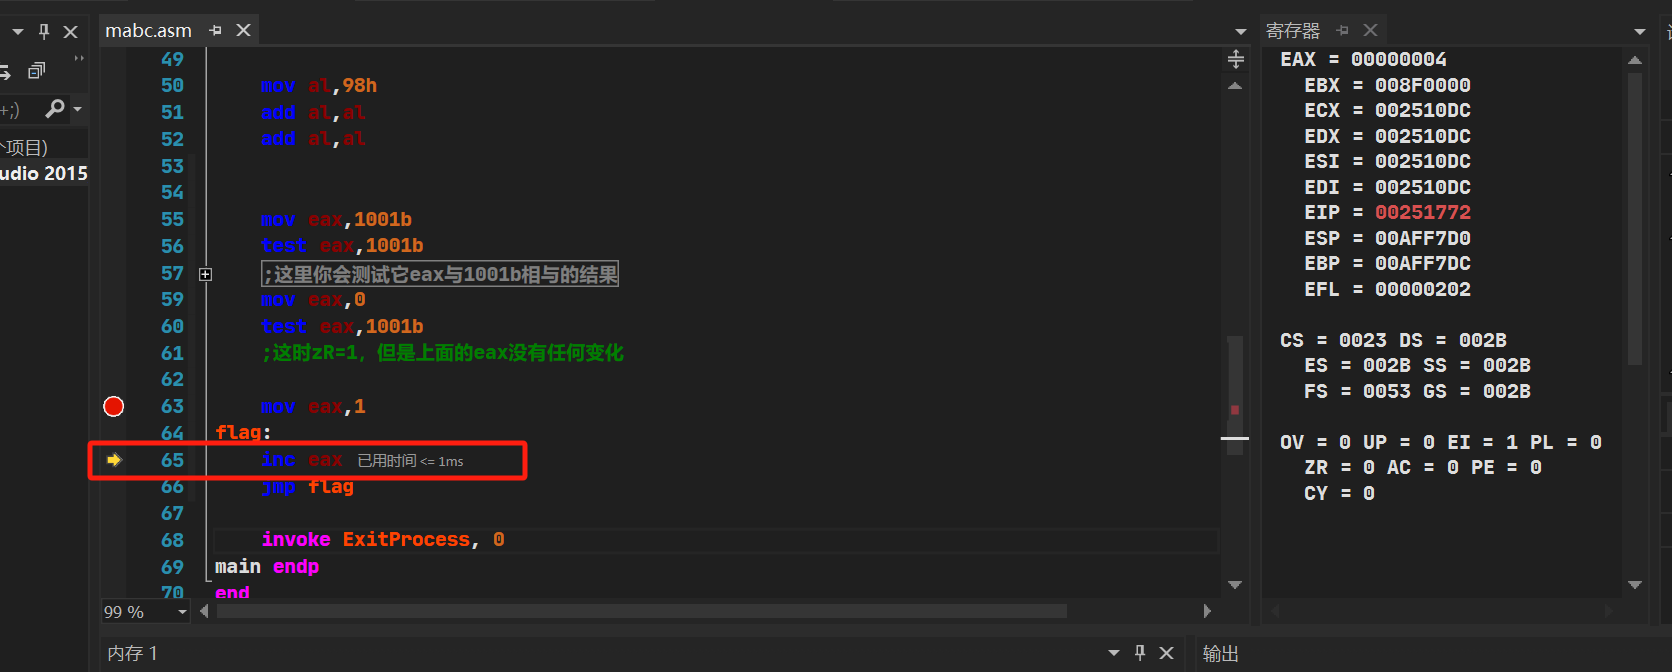 mabc.asm
寄存器
+;)
个项目)
udio 2015
49
50 mov al,98h
51 add al,al
52 add al,al
53
54
55 mov eax,1001b
56 test eax,1001b
57 ;这里你会测试它eax与1001b相与的结果
59 mov eax,0
60 test eax,1001b
61 ;这时zR=1, 但是上面的eax没有任何变化
62
63 mov eax,1
64 flag:
65 inc eax 已用时间 <= 1ms
66 jmp flag
67
68 invoke ExitProcess, 0
69 main endp
70 end
99 %
EAX = 00000004
EBX = 008F0000
ECX = 002510DC
EDX = 002510DC
ESI = 002510DC
EDI = 002510DC
EIP = 00251772
ESP = 00AFF7D0
EBP = 00AFF7DC
EFL = 00000202
CS = 0023 DS = 002B
ES = 002B SS = 002B
FS = 0053 GS = 002B
OV = 0 UP = 0 EI = 1 PL = 0
ZR = 0 AC = 0 PE = 0
CY = 0
内存 1
输出